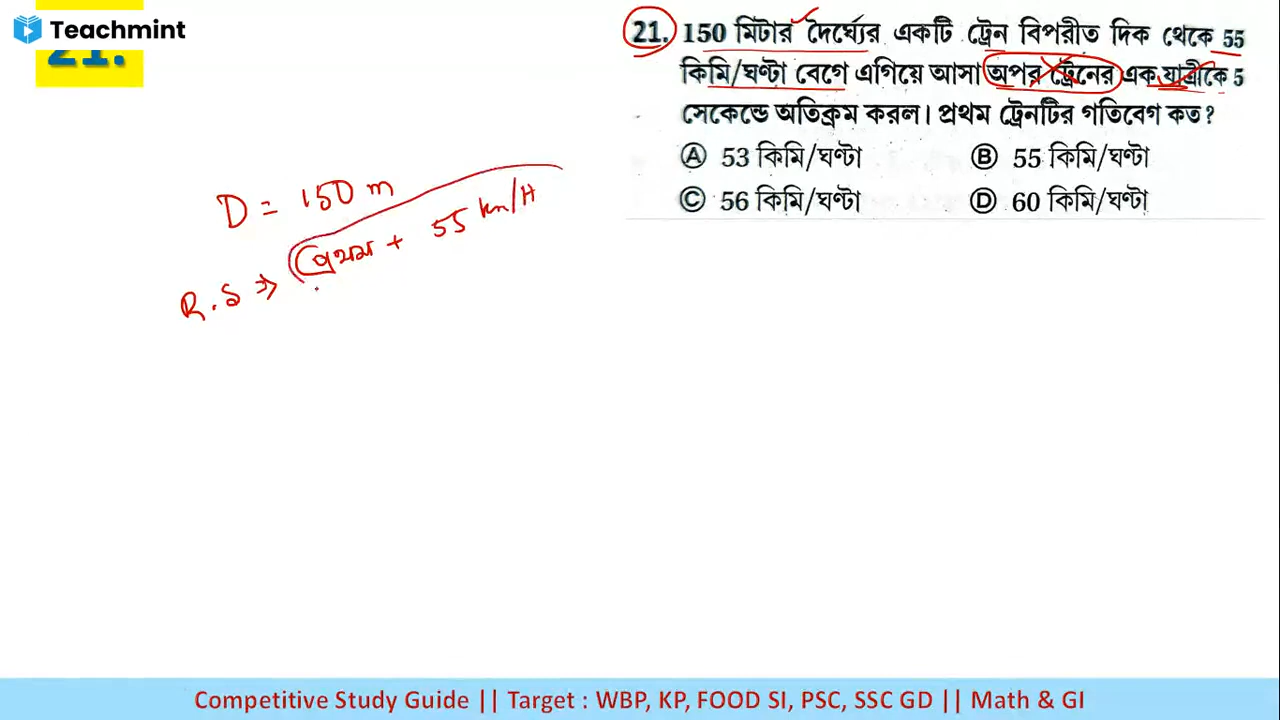 Teachmint
21.
21. 150 মিটার দৈর্ঘ্যের একটি ট্রেন বিপরীত দিক থেকে 55
কিমি/ঘণ্টা বেগে এগিয়ে আসা অপর ট্রেনের এক যাত্রীকে 5
সেকেন্ডে অতিক্রম করল। প্রথম ট্রেনটির গতিবেগ কত?
Ⓐ 53 কিমি/ঘণ্টা Ⓑ 55 কিমি/ঘণ্টা
Ⓒ 56 কিমি/ঘণ্টা Ⓓ 60 কিমি/ঘণ্টা
D = 150 m
R.S ⇒ প্রথম + 55 km/H
Competitive Study Guide || Target : WBP, KP, FOOD SI, PSC, SSC GD || Math & GI